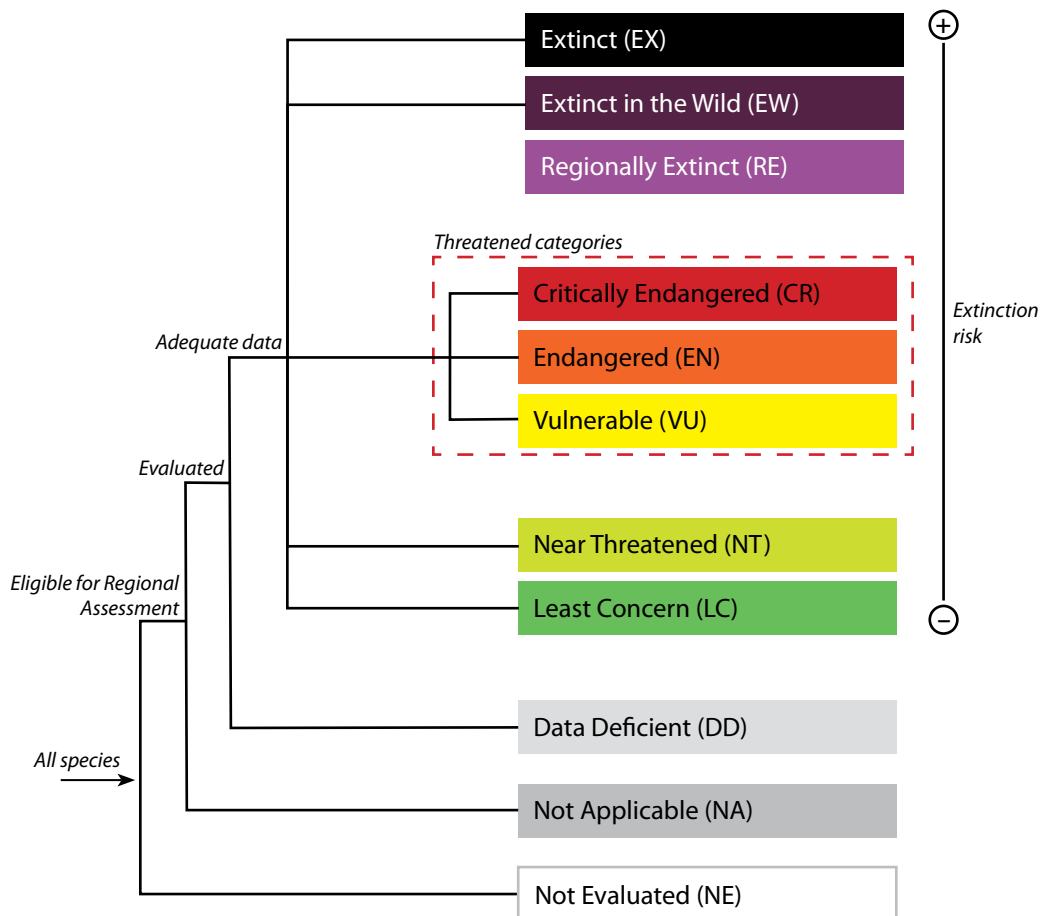 Extinct (EX)
Extinct in the Wild (EW)
Regionally Extinct (RE)
Threatened categories
Critically Endangered (CR)
Endangered (EN)
Vulnerable (VU)
Near Threatened (NT)
Least Concern (LC)
Data Deficient (DD)
Not Applicable (NA)
Not Evaluated (NE)
Adequate data
Evaluated
Eligible for Regional
Assessment
All species
+
Extinction
risk
−